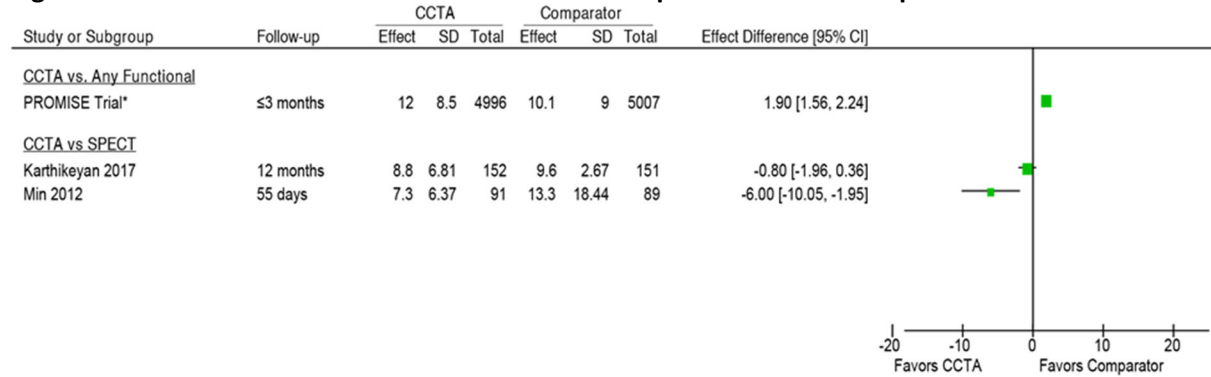 CCTA Comparator
Study or Subgroup Follow-up Effect SD Total Effect SD Total Effect Difference [95% CI]
CCTA vs. Any Functional
PROMISE Trial* ≤3 months 12 8.5 4996 10.1 9 5007 1.90 [1.56, 2.24]
CCTA vs SPECT
Karthikeyan 2017 12 months 8.8 6.81 152 9.6 2.67 151 -0.80 [-1.96, 0.36]
Min 2012 55 days 7.3 6.37 91 13.3 18.44 89 -6.00 [-10.05, -1.95]
-20 -10 0 10 20
Favors CCTA Favors Comparator